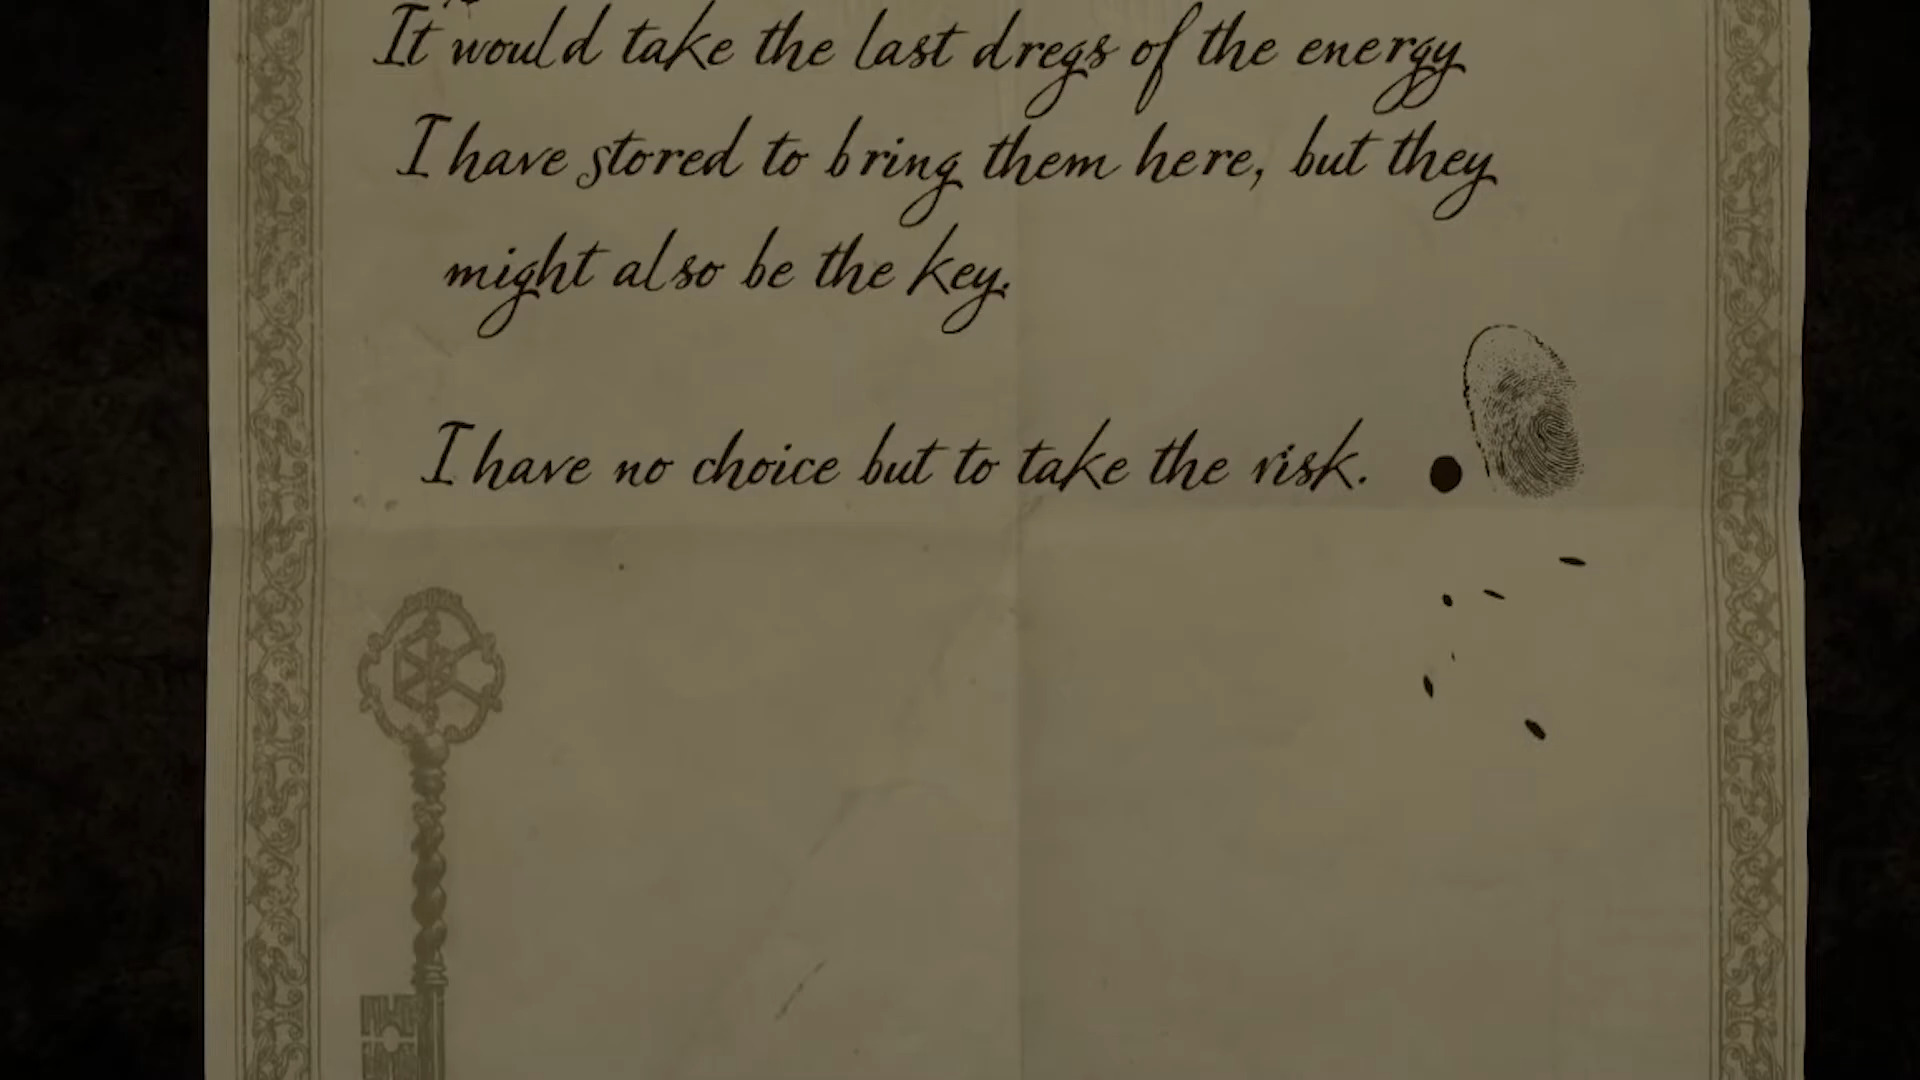 It would take the last dregs of the energy
I have stored to bring them here, but they
might also be the key.
I have no choice but to take the risk.